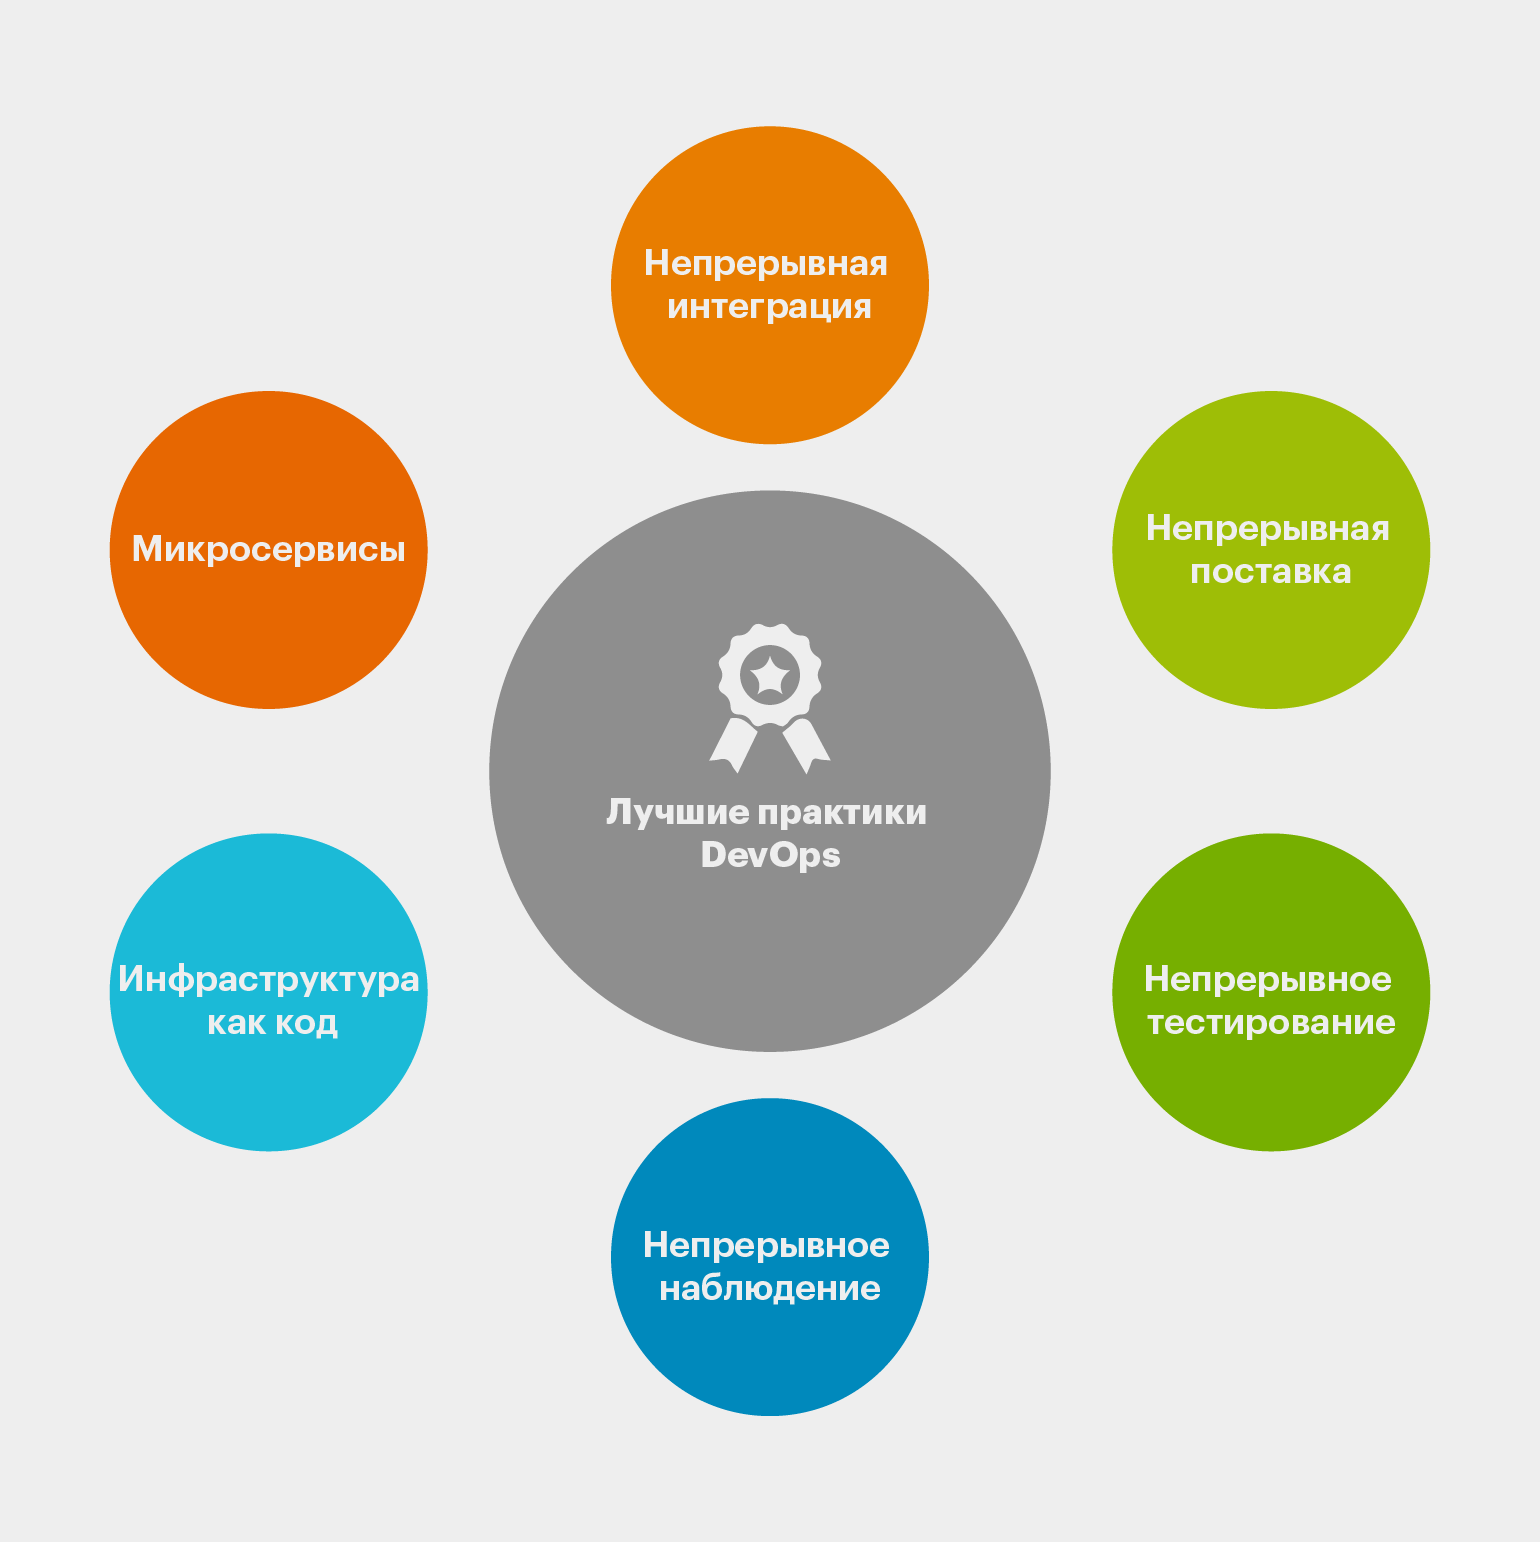 Непрерывная
интеграция
Непрерывная
поставка
Непрерывное
тестирование
Непрерывное
наблюдение
Инфраструктура
как код
Микросервисы
Лучшие практики
DevOps